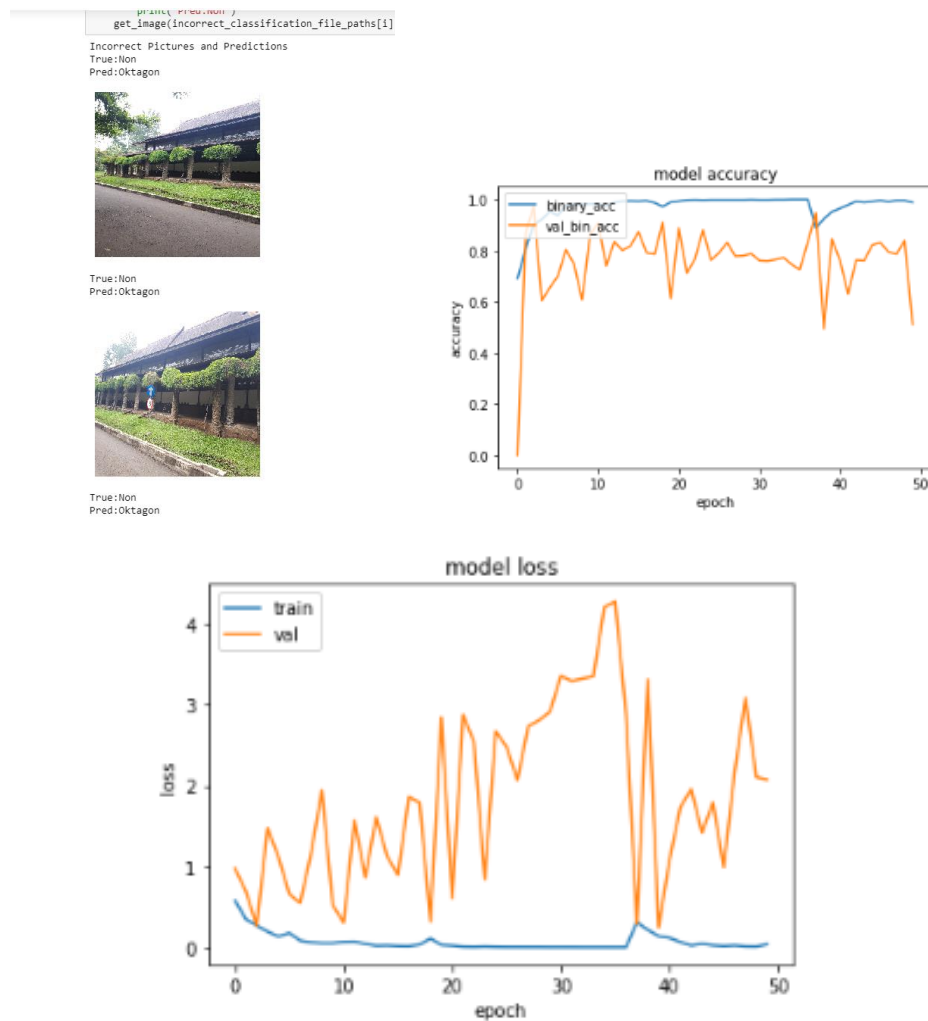 print("Pred:Non")
get_image(incorrect_classification_file_paths[i]
Incorrect Pictures and Predictions
True:Non
Pred:Oktagon
True:Non
Pred:Oktagon
True:Non
Pred:Oktagon
model accuracy
binary_acc
val_bin_acc
1.0
0.8
0.6
0.4
0.2
0.0
accuracy
0
10
20
30
40
50
epoch
model loss
train
val
4
3
2
1
0
loss
0
10
20
30
40
50
epoch